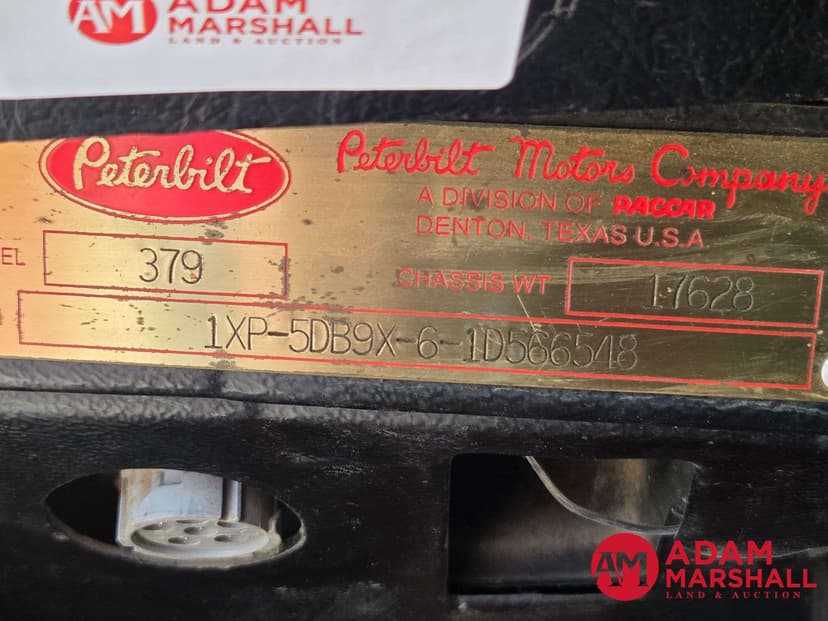 AM ADAM
MARSHALL
LAND & AUCTION
Peterbilt
Peterbilt Motors Company
A DIVISION OF PACCAR
DENTON, TEXAS U.S.A
EL 379
CHASSIS WT 17628
1XP-5DB9X-6-1D566548
AM ADAM
MARSHALL
LAND & AUCTION